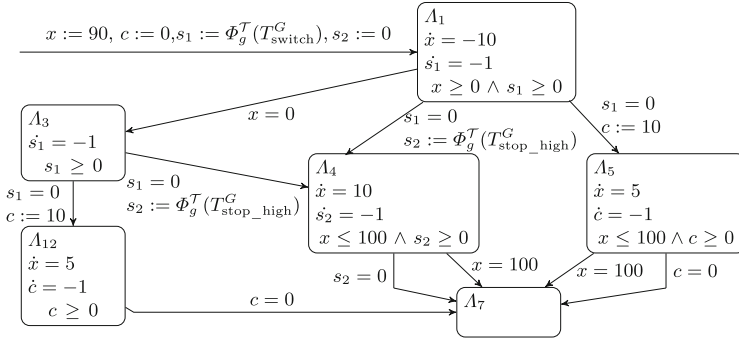 x := 90, c := 0,s₁ := Φ_g^𝒯(T_switch^G), s₂ := 0
Λ₁
ẋ = −10
ṡ₁ = −1
x ≥ 0 ∧ s₁ ≥ 0
x = 0
s₁ = 0
s₂ := Φ_g^𝒯(T_stop_high^G)
s₁ = 0
c := 10
Λ₃
ṡ₁ = −1
s₁ ≥ 0
s₁ = 0
s₂ := Φ_g^𝒯(T_stop_high^G)
s₁ = 0
c := 10
Λ₄
ẋ = 10
ṡ₂ = −1
x ≤ 100 ∧ s₂ ≥ 0
Λ₅
ẋ = 5
ċ = −1
x ≤ 100 ∧ c ≥ 0
Λ₁₂
ẋ = 5
ċ = −1
c ≥ 0
s₂ = 0
x = 100
x = 100
c = 0
c = 0
Λ₇